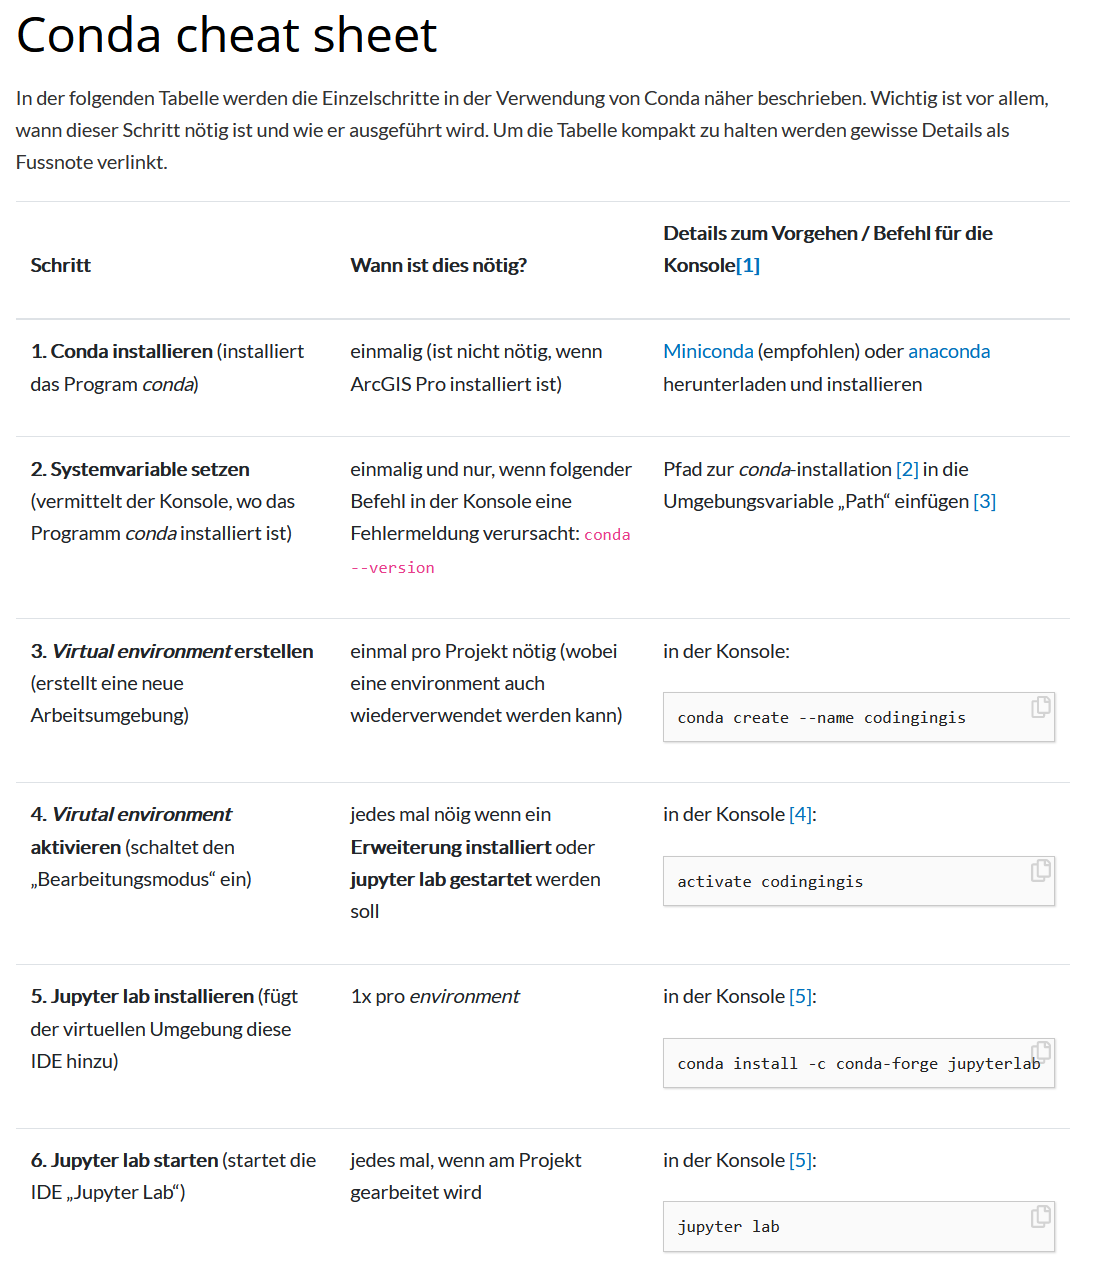 Conda cheat sheet
In der folgenden Tabelle werden die Einzelschritte in der Verwendung von Conda näher beschrieben. Wichtig ist vor allem,
wann dieser Schritt nötig ist und wie er ausgeführt wird. Um die Tabelle kompakt zu halten werden gewisse Details als
Fussnote verlinkt.
Schritt
Wann ist dies nötig?
Details zum Vorgehen / Befehl für die
Konsole[1]
1. Conda installieren (installiert
das Program conda)
einmalig (ist nicht nötig, wenn
ArcGIS Pro installiert ist)
Miniconda (empfohlen) oder anaconda
herunterladen und installieren
2. Systemvariable setzen
(vermittelt der Konsole, wo das
Programm conda installiert ist)
einmalig und nur, wenn folgender
Befehl in der Konsole eine
Fehlermeldung verursacht: conda
--version
Pfad zur conda-installation [2] in die
Umgebungsvariable „Path“ einfügen [3]
3. Virtual environment erstellen
(erstellt eine neue
Arbeitsumgebung)
einmal pro Projekt nötig (wobei
eine environment auch
wiederverwendet werden kann)
in der Konsole:
conda create --name codingingis
4. Virutal environment
aktivieren (schaltet den
„Bearbeitungsmodus“ ein)
jedes mal nöig wenn ein
Erweiterung installiert oder
jupyter lab gestartet werden
soll
in der Konsole [4]:
activate codingingis
5. Jupyter lab installieren (fügt
der virtuellen Umgebung diese
IDE hinzu)
1x pro environment
in der Konsole [5]:
conda install -c conda-forge jupyterlab
6. Jupyter lab starten (startet die
IDE „Jupyter Lab“)
jedes mal, wenn am Projekt
gearbeitet wird
in der Konsole [5]:
jupyter lab